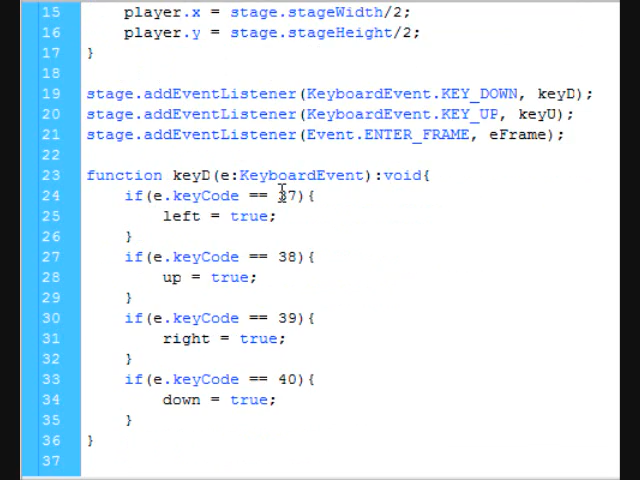 15 player.x = stage.stageWidth/2;
16 player.y = stage.stageHeight/2;
17 }
18
19 stage.addEventListener(KeyboardEvent.KEY_DOWN, keyD);
20 stage.addEventListener(KeyboardEvent.KEY_UP, keyU);
21 stage.addEventListener(Event.ENTER_FRAME, eFrame);
22
23 function keyD(e:KeyboardEvent):void{
24 if(e.keyCode == 37){
25 left = true;
26 }
27 if(e.keyCode == 38){
28 up = true;
29 }
30 if(e.keyCode == 39){
31 right = true;
32 }
33 if(e.keyCode == 40){
34 down = true;
35 }
36 }
37